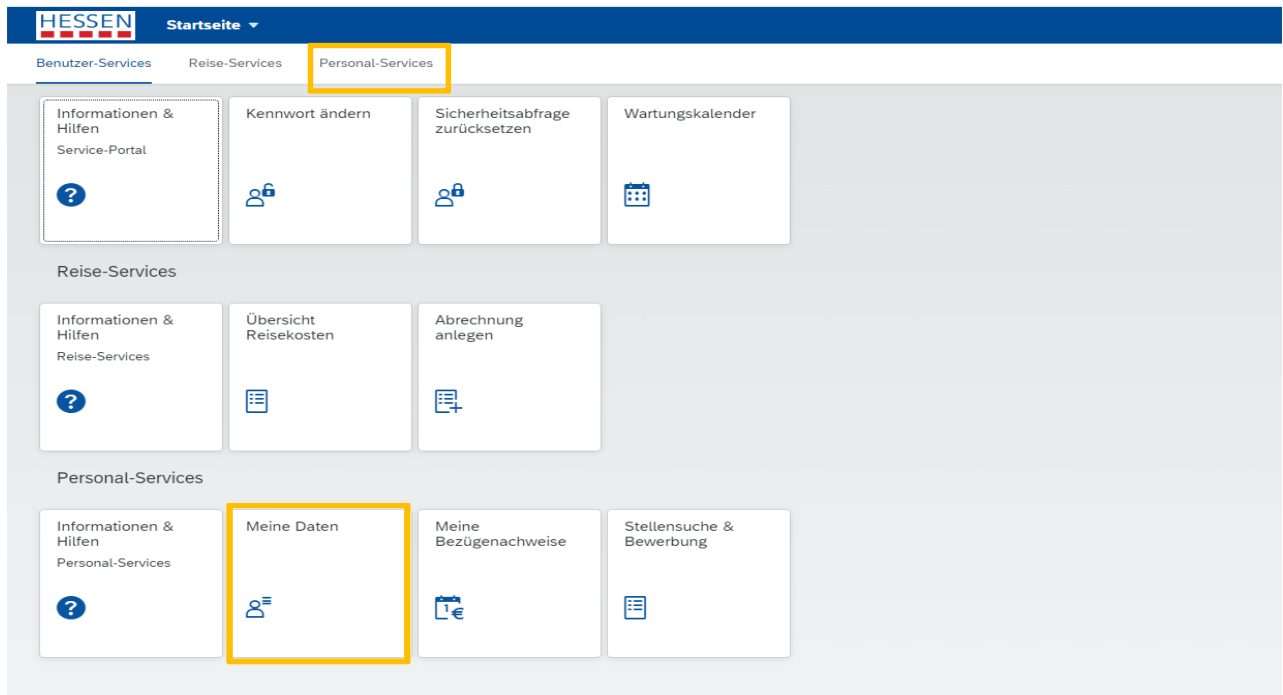 HESSEN
Startseite
Benutzer-Services Reise-Services Personal-Services
Informationen &
Hilfen
Service-Portal
Kennwort ändern
Sicherheitsabfrage
zurücksetzen
Wartungskalender
Reise-Services
Informationen &
Hilfen
Reise-Services
Übersicht
Reisekosten
Abrechnung
anlegen
Personal-Services
Informationen &
Hilfen
Personal-Services
Meine Daten
Meine
Bezügenachweise
Stellensuche &
Bewerbung